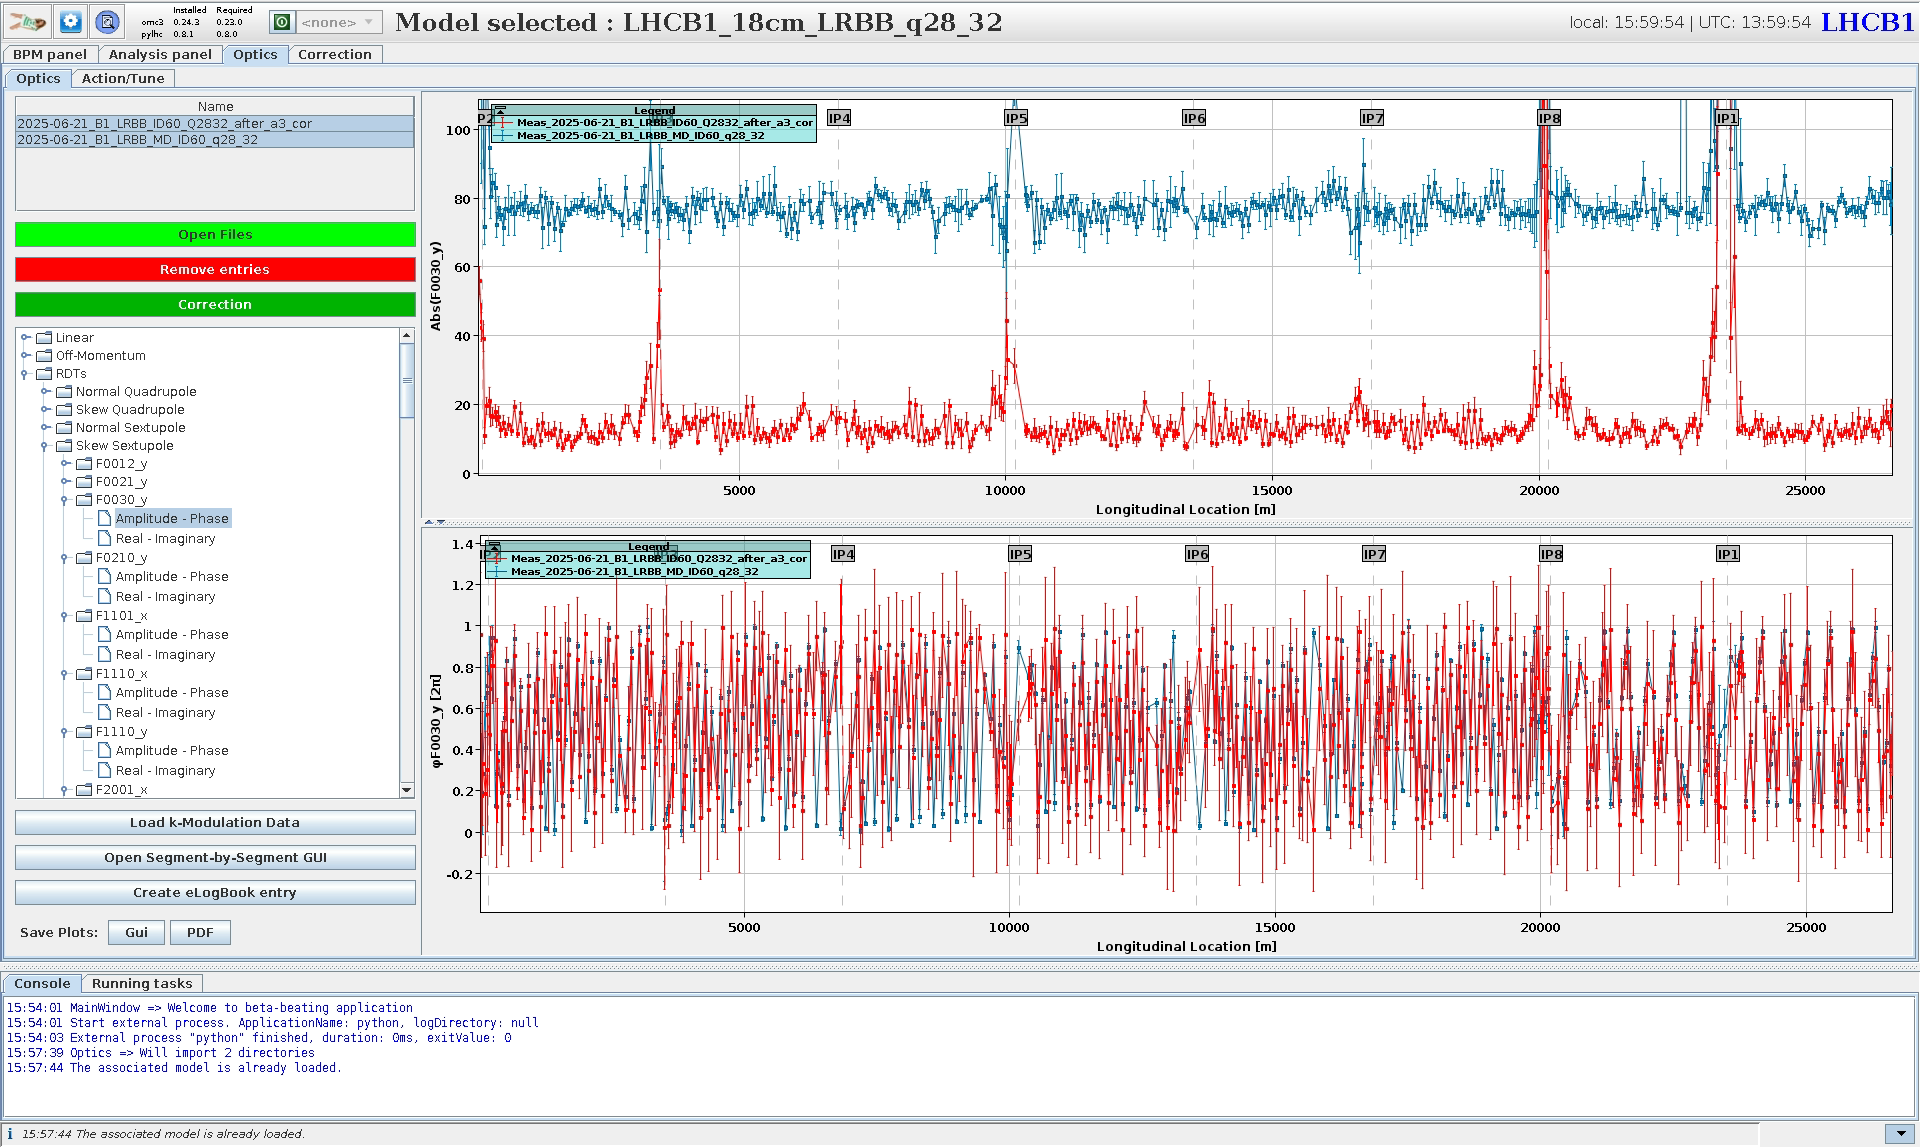 Installed Required
omc3 0.24.3 0.23.0
pylhc 0.8.1 0.8.0
<none>
Model selected : LHCB1_18cm_LRBB_q28_32
local: 15:59:54 | UTC: 13:59:54 LHCB1
BPM panel Analysis panel Optics Correction
Optics Action/Tune
Name
2025-06-21_B1_LRBB_ID60_Q2832_after_a3_cor
2025-06-21_B1_LRBB_MD_ID60_q28_32
Open Files
Remove entries
Correction
Linear
Off-Momentum
RDTs
Normal Quadrupole
Skew Quadrupole
Normal Sextupole
Skew Sextupole
F0012_y
F0021_y
F0030_y
Amplitude - Phase
Real - Imaginary
F0210_y
Amplitude - Phase
Real - Imaginary
F1101_x
Amplitude - Phase
Real - Imaginary
F1110_x
Amplitude - Phase
Real - Imaginary
F1110_y
Amplitude - Phase
Real - Imaginary
F2001_x
Load k-Modulation Data
Open Segment-by-Segment GUI
Create eLogBook entry
Save Plots: Gui PDF
Legend
Meas_2025-06-21_B1_LRBB_ID60_Q2832_after_a3_cor
Meas_2025-06-21_B1_LRBB_MD_ID60_q28_32
IP4 IP5 IP6 IP7 IP8 IP1
100
80
60
40
20
0
Abs(F0030_y)
5000 10000 15000 20000 25000
Longitudinal Location [m]
Legend
Meas_2025-06-21_B1_LRBB_ID60_Q2832_after_a3_cor
Meas_2025-06-21_B1_LRBB_MD_ID60_q28_32
IP4 IP5 IP6 IP7 IP8 IP1
1.4
1.2
1
0.8
0.6
0.4
0.2
0
-0.2
φF0030_y [2π]
5000 10000 15000 20000 25000
Longitudinal Location [m]
Console Running tasks
15:54:01 MainWindow => Welcome to beta-beating application
15:54:01 Start external process. ApplicationName: python, logDirectory: null
15:54:03 External process "python" finished, duration: 0ms, exitValue: 0
15:57:39 Optics => Will import 2 directories
15:57:44 The associated model is already loaded.
15:57:44 The associated model is already loaded.